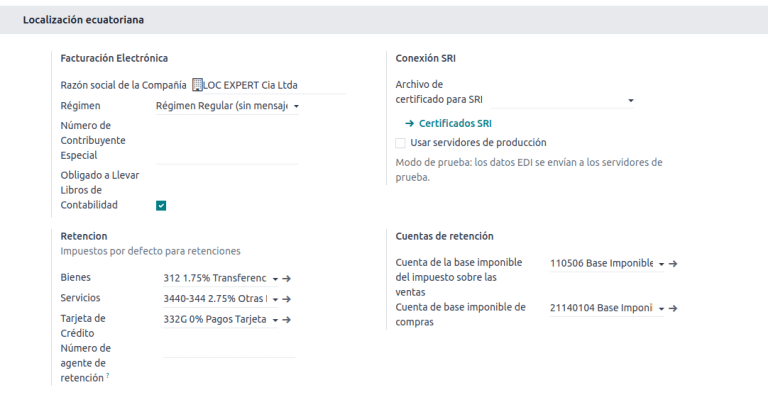 Localización ecuatoriana
Facturación Electrónica
Razón social de la Compañía LOC EXPERT Cia Ltda
Régimen Régimen Regular (sin mensaje
Número de
Contribuyente
Especial
Obligado a Llevar
Libros de
Contabilidad
Conexión SRI
Archivo de
certificado para SRI
→ Certificados SRI
Usar servidores de producción
Modo de prueba: los datos EDI se envían a los servidores de
prueba.
Retencion
Impuestos por defecto para retenciones
Bienes 312 1.75% Transferenc
Servicios 3440-344 2.75% Otras
Tarjeta de
Crédito 332G 0% Pagos Tarjeta
Número de
agente de
retención ?
Cuentas de retención
Cuenta de la base imponible
del impuesto sobre las
ventas 110506 Base Imponible
Cuenta de base imponible de
compras 21140104 Base Imponi